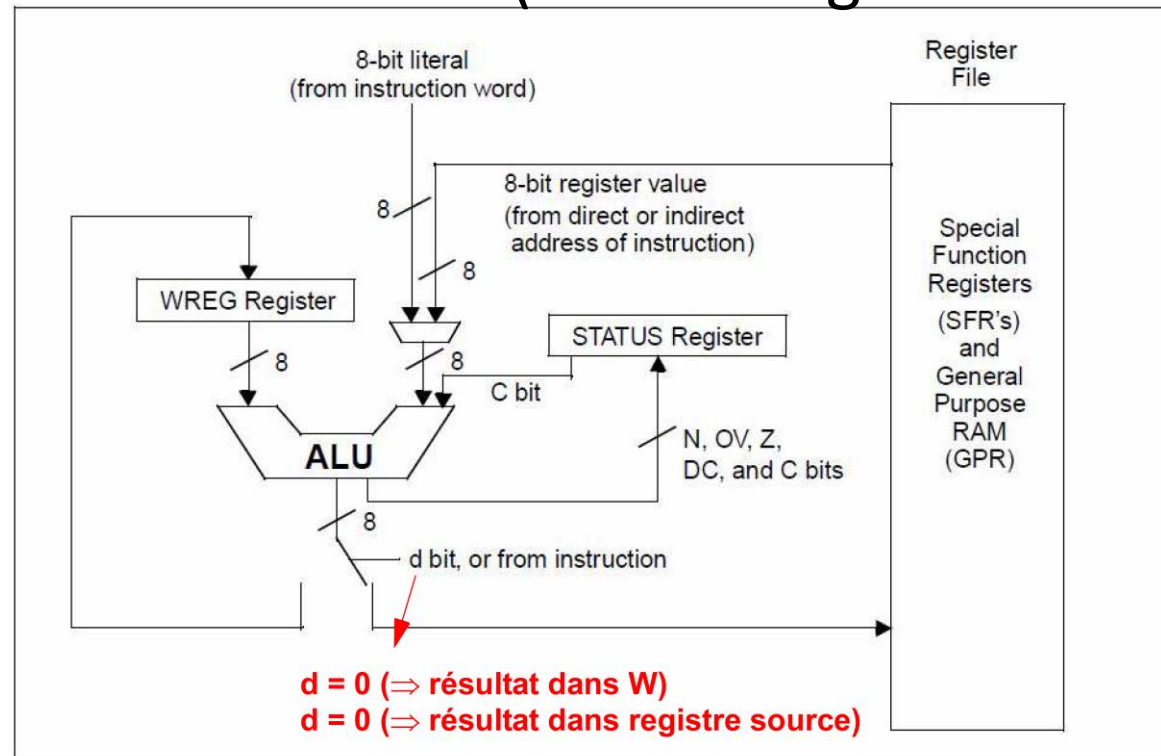 8-bit literal
(from instruction word)
Register
File
8
8-bit register value
(from direct or indirect
address of instruction)
8
WREG Register
8
8
STATUS Register
C bit
ALU
N, OV, Z,
DC, and C bits
8
d bit, or from instruction
Special
Function
Registers
(SFR's)
and
General
Purpose
RAM
(GPR)
d = 0 (⇒ résultat dans W)
d = 0 (⇒ résultat dans registre source)